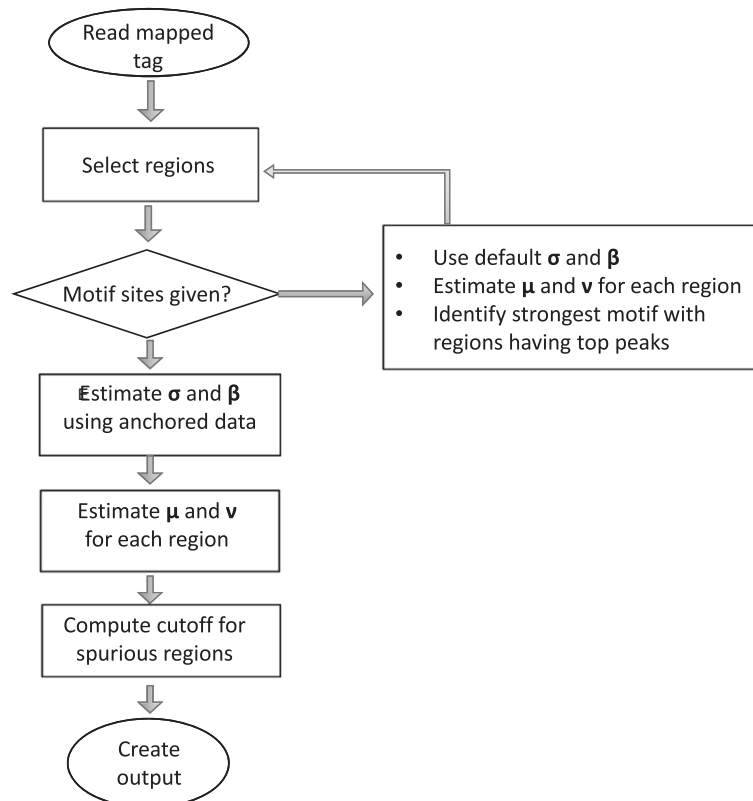 Read mapped
tag
Select regions
Motif sites given?
• Use default σ and β
• Estimate μ and ν for each region
• Identify strongest motif with
regions having top peaks
Estimate σ and β
using anchored data
Estimate μ and ν
for each region
Compute cutoff for
spurious regions
Create
output